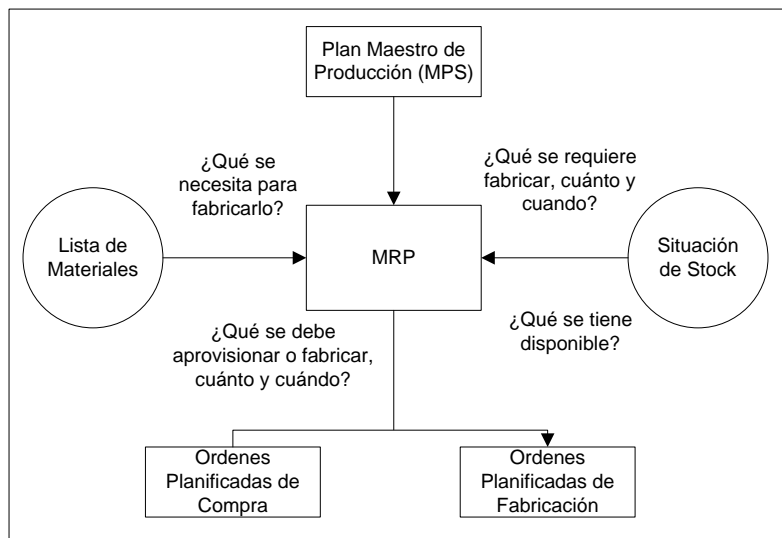 Plan Maestro de
Producción (MPS)
¿Qué se
necesita para
fabricarlo?
¿Qué se requiere
fabricar, cuánto y
cuando?
Lista de
Materiales
MRP
Situación
de Stock
¿Qué se debe
aprovisionar o fabricar,
cuánto y cuándo?
¿Qué se tiene
disponible?
Ordenes
Planificadas de
Compra
Ordenes
Planificadas de
Fabricación